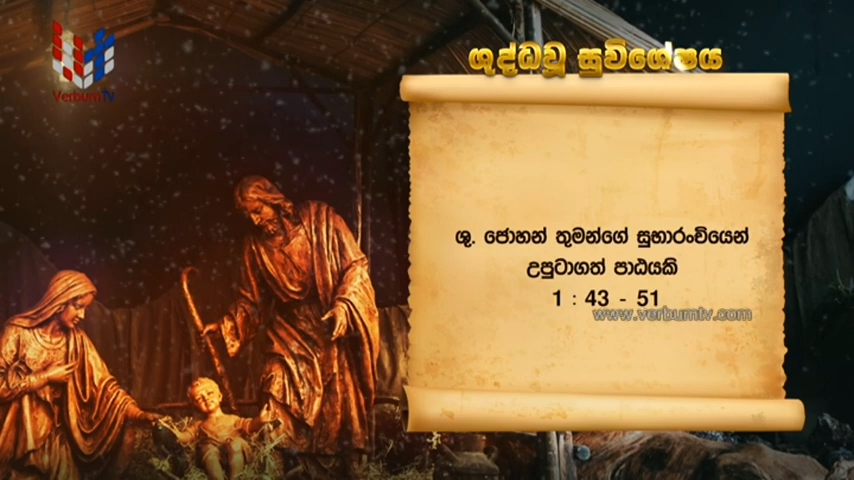 VerbumTV
ශුද්ධවූ සුවිශේෂය
ශු. ජොහන් තුමන්ගේ සුභාරංචියෙන්
උපුටාගත් පාඨයකි
1 : 43 - 51
www.verbumtv.com